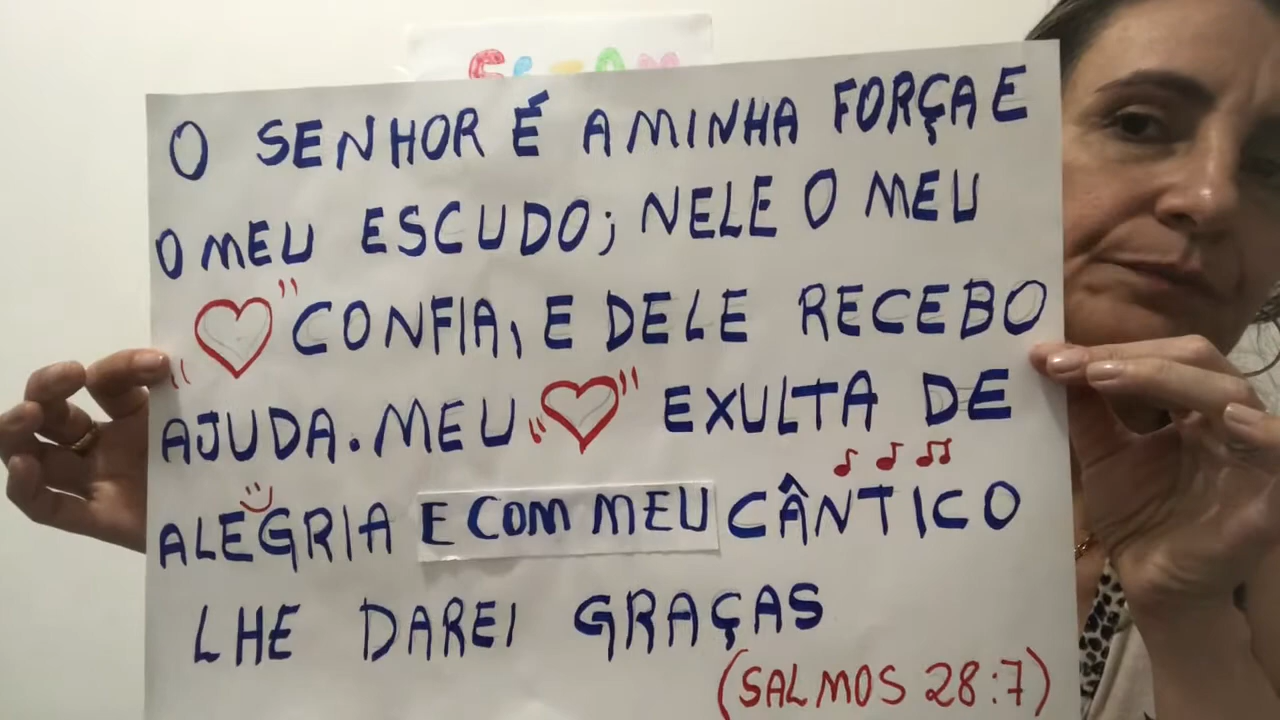 O SENHOR É A MINHA FORÇA E
O MEU ESCUDO; NELE O MEU
"❤" CONFIA, E DELE RECEBO
AJUDA. MEU "❤" EXULTA DE
ALEGRIA E COM MEU CÂNTICO
LHE DAREI GRAÇAS
(SALMOS 28:7)